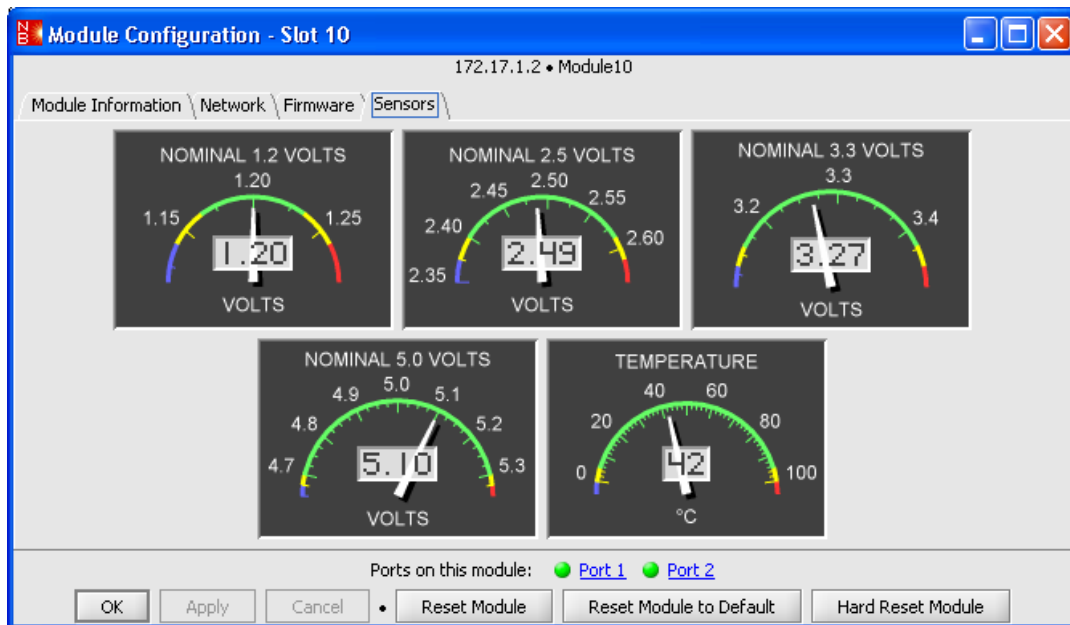 NB Module Configuration - Slot 10
172.17.1.2 • Module10
Module Information Network Firmware Sensors
NOMINAL 1.2 VOLTS
1.15 1.20 1.25
1.20
VOLTS
NOMINAL 2.5 VOLTS
2.35 2.40 2.45 2.50 2.55 2.60
2.49
VOLTS
NOMINAL 3.3 VOLTS
3.2 3.3 3.4
3.27
VOLTS
NOMINAL 5.0 VOLTS
4.7 4.8 4.9 5.0 5.1 5.2 5.3
5.10
VOLTS
TEMPERATURE
0 20 40 60 80 100
42
°C
Ports on this module: Port 1 Port 2
OK Apply Cancel • Reset Module Reset Module to Default Hard Reset Module